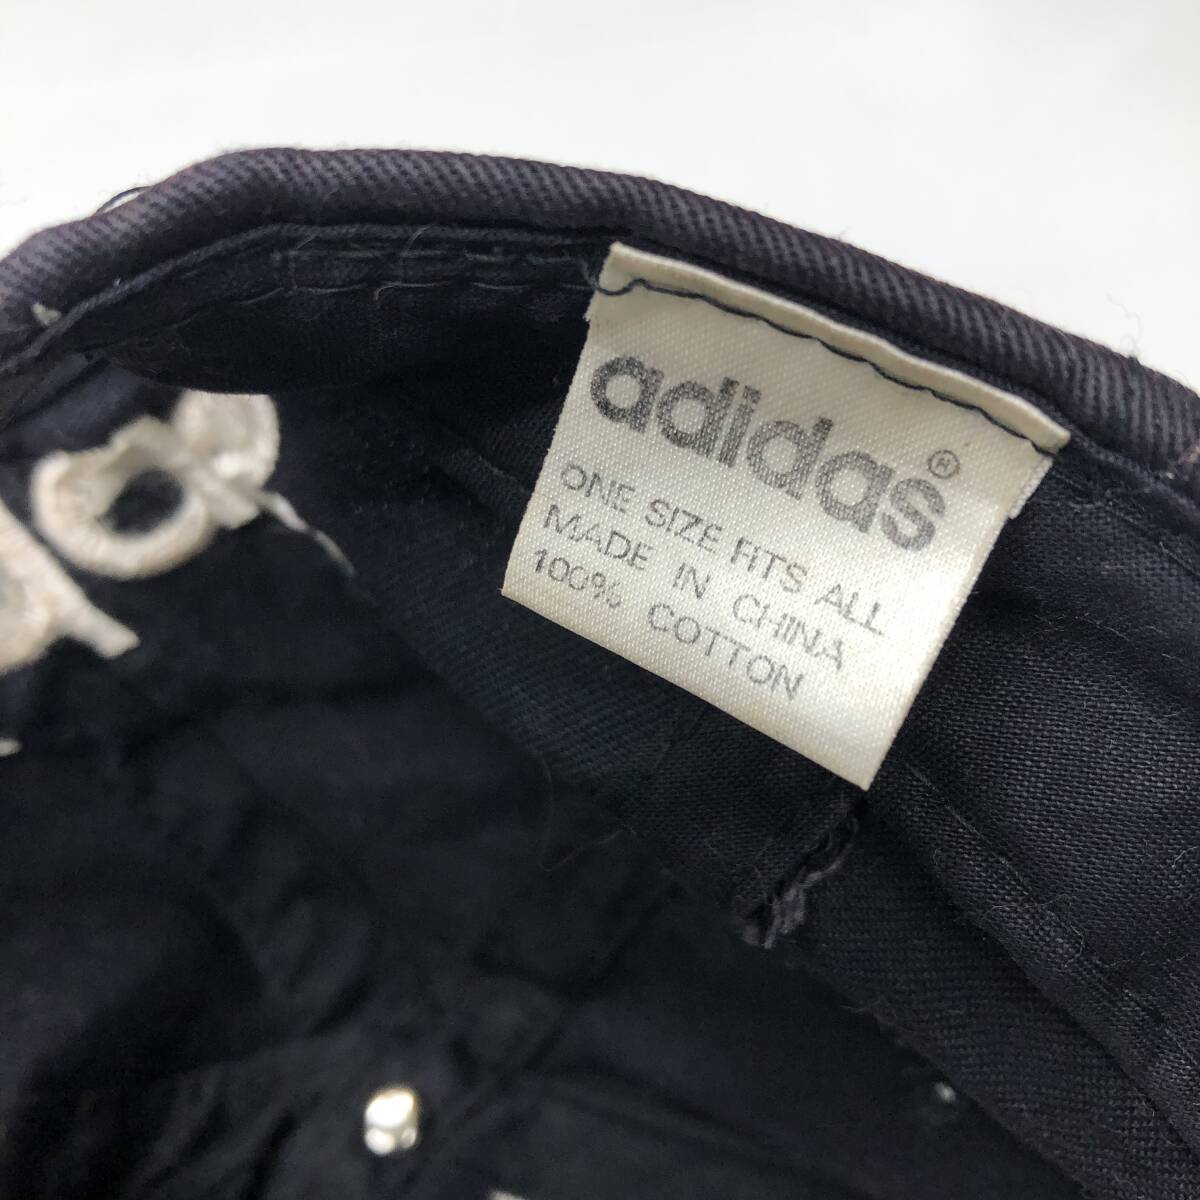 adidas®
ONE SIZE FITS ALL
MADE IN CHINA
100% COTTON